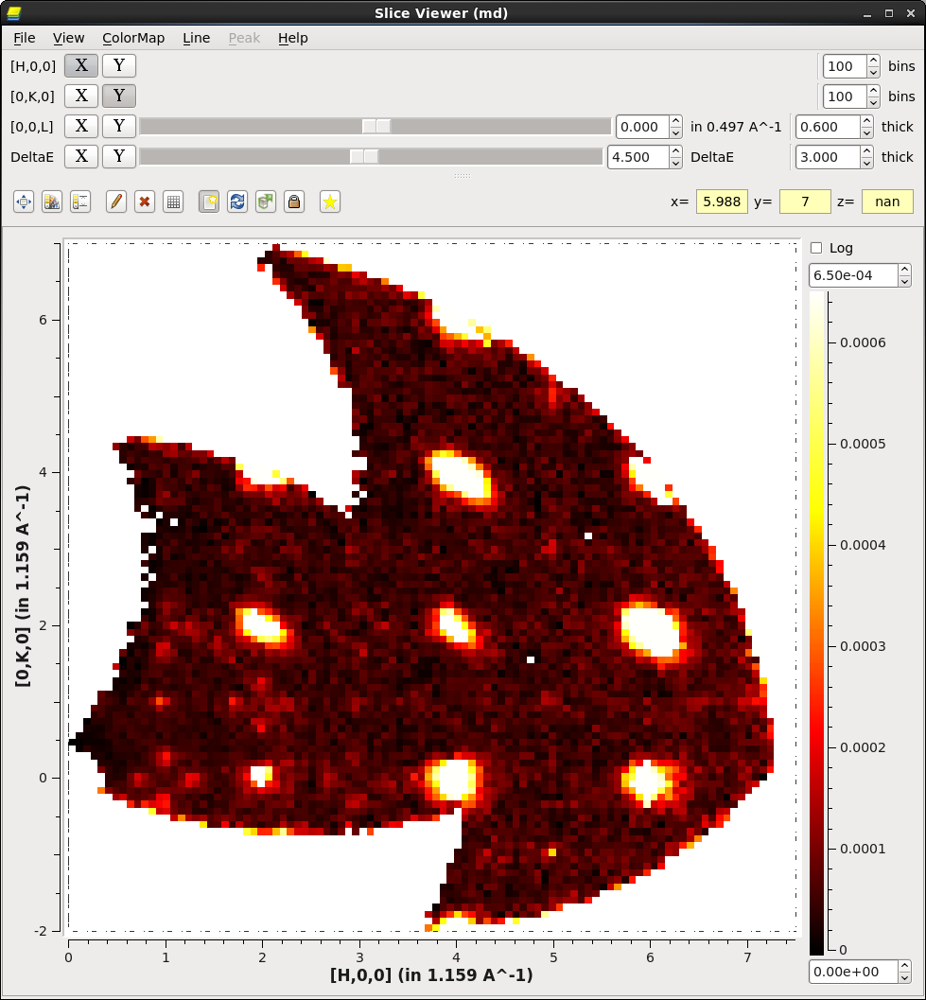 Slice Viewer (md)
File View ColorMap Line Peak Help
[H,0,0] X Y 100 bins
[0,K,0] X Y 100 bins
[0,0,L] X Y 0.000 in 0.497 A^-1 0.600 thick
DeltaE X Y 4.500 DeltaE 3.000 thick
x= 5.988 y= 7 z= nan
Log
6.50e-04
0.0006
0.0005
0.0004
0.0003
0.0002
0.0001
0
0.00e+00
[0,K,0] (in 1.159 A^-1)
6
4
2
0
-2
0 1 2 3 4 5 6 7
[H,0,0] (in 1.159 A^-1)